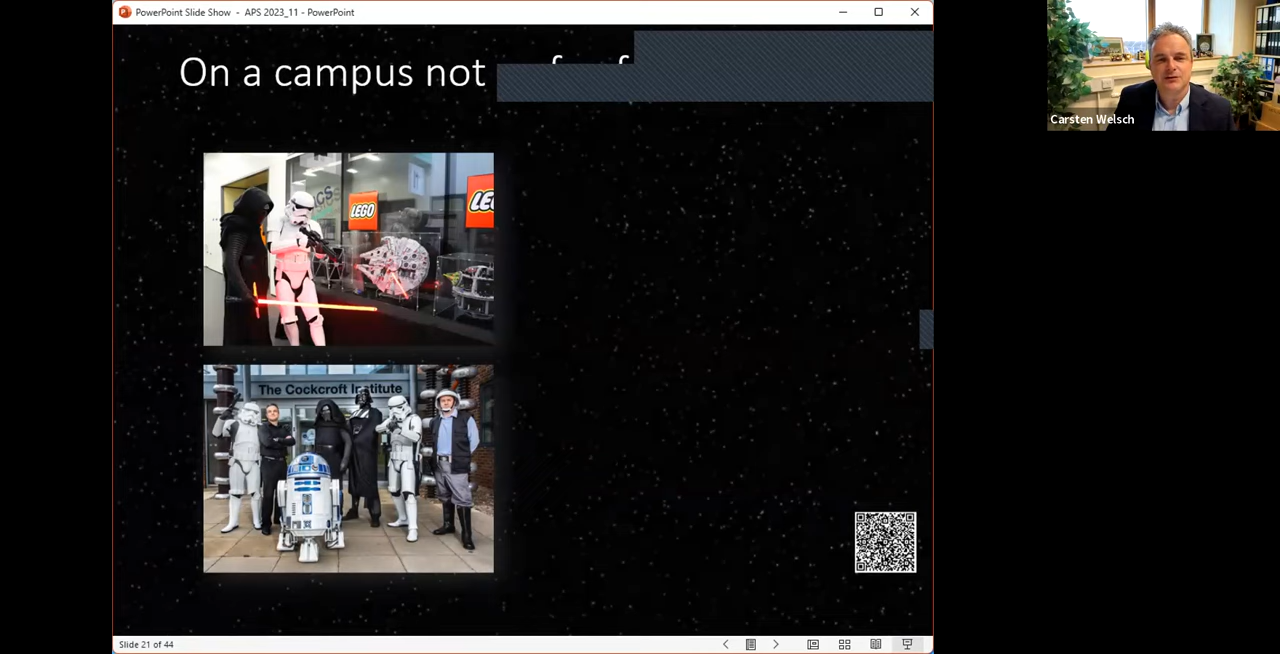 PowerPoint Slide Show - APS 2023_11 - PowerPoint
On a campus not
LEGO
The Cockcroft Institute
Slide 21 of 44
Carsten Welsch